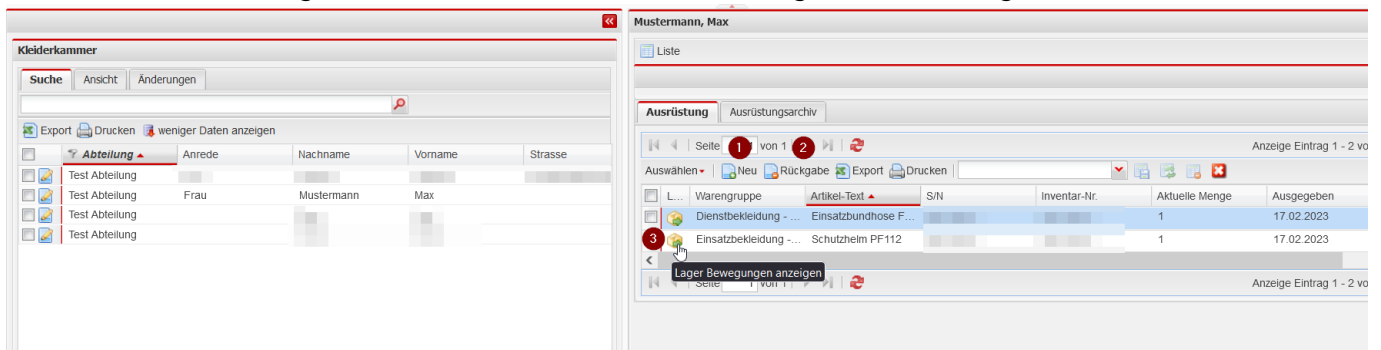 Mustermann, Max
Kleiderkammer
Liste
Suche Ansicht Änderungen
Ausrüstung Ausrüstungsarchiv
Export Drucken weniger Daten anzeigen
Seite 1 von 1 2 Anzeige Eintrag 1 - 2 vo
Auswählen Neu Rückgabe Export Drucken
Abteilung Anrede Nachname Vorname Strasse
L... Warengruppe Artikel-Text S/N Inventar-Nr. Aktuelle Menge Ausgegeben
Test Abteilung
Test Abteilung Frau Mustermann Max
Test Abteilung
Test Abteilung
Dienstbekleidung - ... Einsatzbundhose F... 1 17.02.2023
3 Einsatzbekleidung -... Schutzhelm PF112 1 17.02.2023
Lager Bewegungen anzeigen
Seite 1 von 1 Anzeige Eintrag 1 - 2 vo